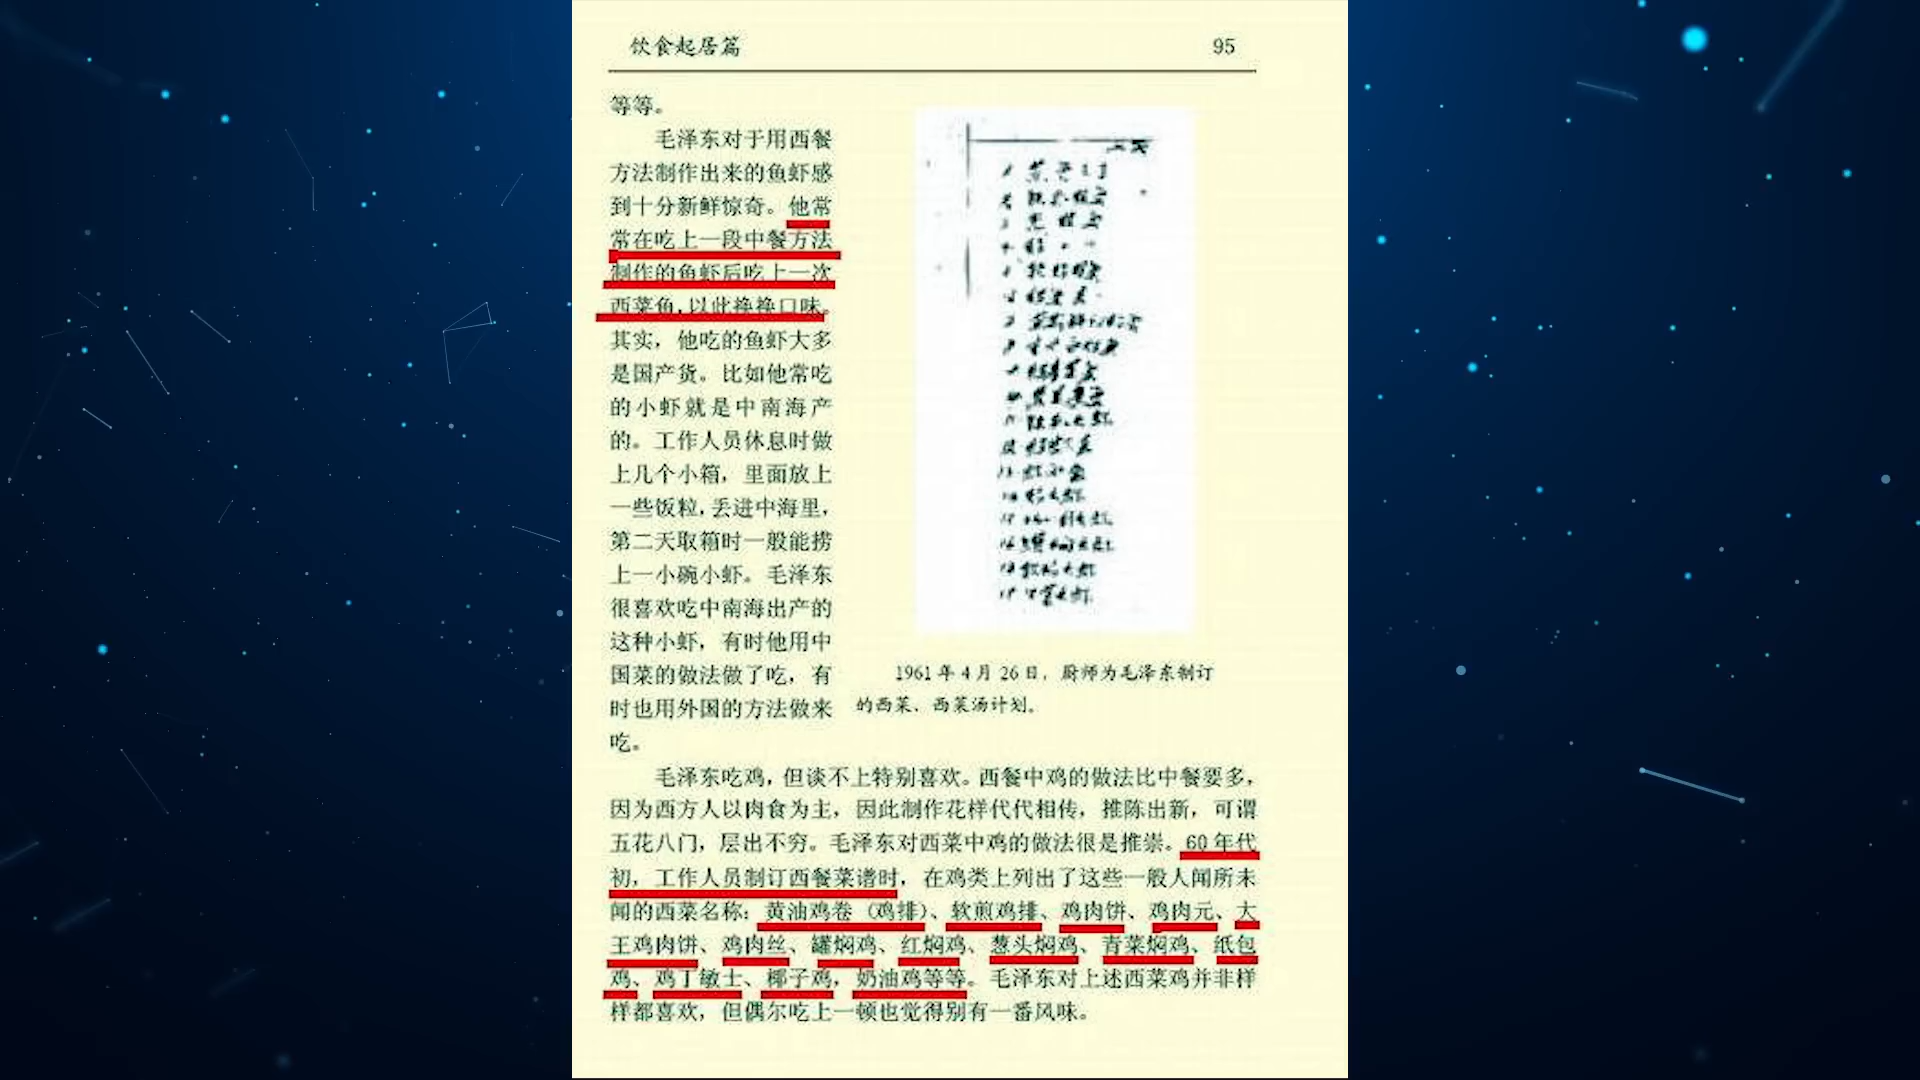 饮食起居篇
95
等等。
毛泽东对于用西餐
方法制作出来的鱼虾感
到十分新鲜惊奇。他常
常在吃上一段中餐方法
制作的鱼虾后吃上一次
西菜鱼,以此换换口味。
其实，他吃的鱼虾大多
是国产货。比如他常吃
的小虾就是中南海产
的。工作人员休息时做
上几个小箱，里面放上
一些饭粒,丢进中海里,
第二天取箱时一般能捞
上一小碗小虾。毛泽东
很喜欢吃中南海出产的
这种小虾，有时他用中
国菜的做法做了吃，有
时也用外国的方法做来
吃。
1961年4月26日，厨师为毛泽东制订
的西菜、西菜汤计划。
毛泽东吃鸡，但谈不上特别喜欢。西餐中鸡的做法比中餐要多，
因为西方人以肉食为主，因此制作花样代代相传，推陈出新，可谓
五花八门，层出不穷。毛泽东对西菜中鸡的做法很是推崇。60年代
初，工作人员制订西餐菜谱时，在鸡类上列出了这些一般人闻所未
闻的西菜名称：黄油鸡卷（鸡排）、软煎鸡排、鸡肉饼、鸡肉元、大
王鸡肉饼、鸡肉丝、罐焖鸡、红焖鸡、葱头焖鸡、青菜焖鸡、纸包
鸡、鸡丁敏士、椰子鸡，奶油鸡等等。毛泽东对上述西菜鸡并非样
样都喜欢，但偶尔吃上一顿也觉得别有一番风味。